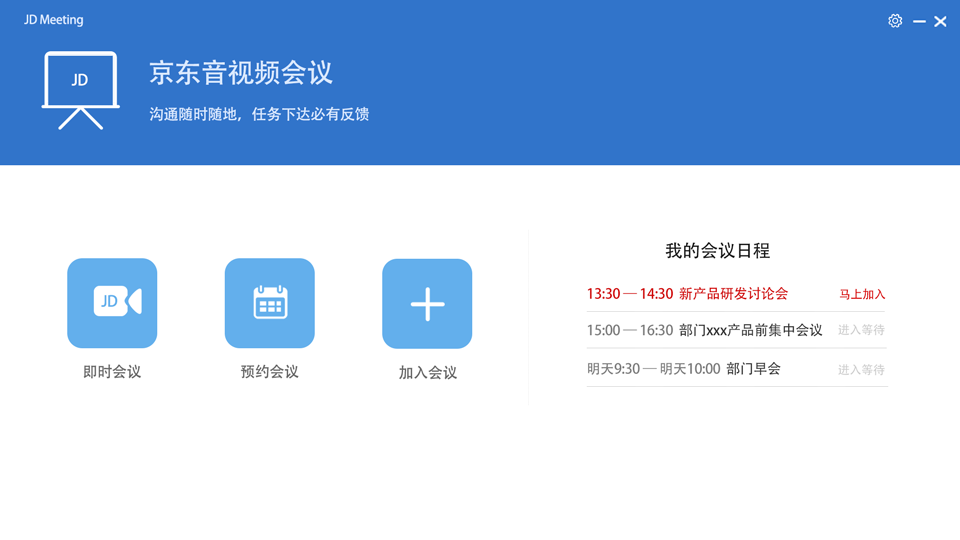 JD Meeting
JD
京东音视频会议
沟通随时随地，任务下达必有反馈
JD
即时会议
预约会议
加入会议
我的会议日程
13:30 — 14:30 新产品研发讨论会 马上加入
15:00 — 16:30 部门xxx产品前集中会议 进入等待
明天9:30 — 明天10:00 部门早会 进入等待